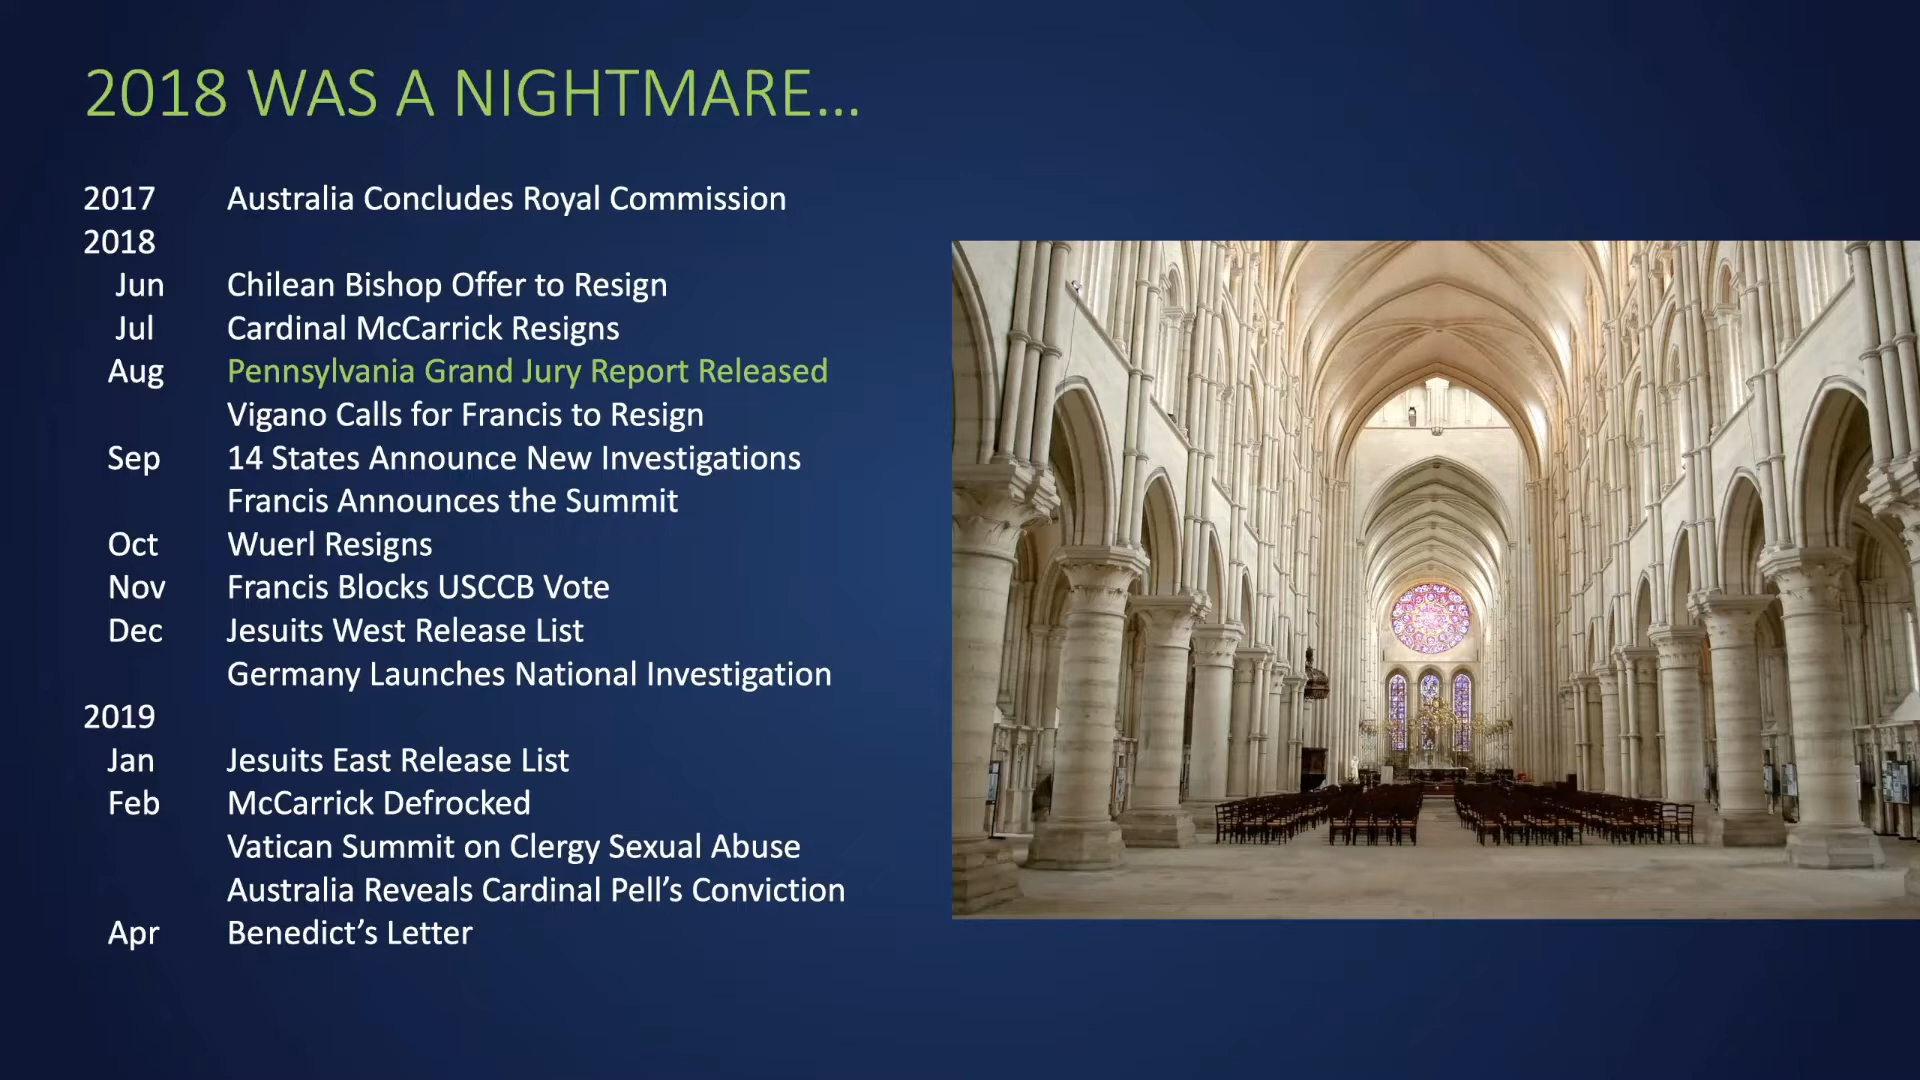 2018 WAS A NIGHTMARE...
2017 Australia Concludes Royal Commission
2018
Jun Chilean Bishop Offer to Resign
Jul Cardinal McCarrick Resigns
Aug Pennsylvania Grand Jury Report Released
Vigano Calls for Francis to Resign
Sep 14 States Announce New Investigations
Francis Announces the Summit
Oct Wuerl Resigns
Nov Francis Blocks USCCB Vote
Dec Jesuits West Release List
Germany Launches National Investigation
2019
Jan Jesuits East Release List
Feb McCarrick Defrocked
Vatican Summit on Clergy Sexual Abuse
Australia Reveals Cardinal Pell’s Conviction
Apr Benedict’s Letter